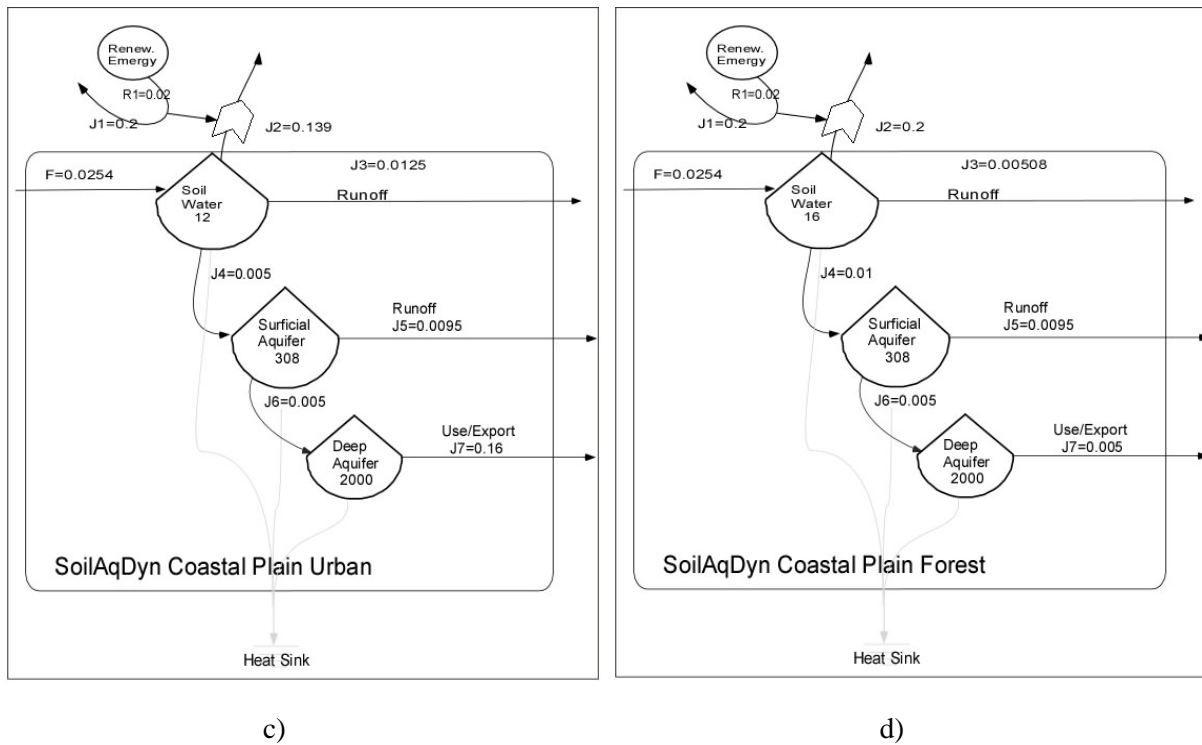 Renew.
Emergy
R1=0.02
J1=0.2
J2=0.139
J3=0.0125
F=0.0254
Soil
Water
12
Runoff
J4=0.005
Surficial
Aquifer
308
Runoff
J5=0.0095
J6=0.005
Deep
Aquifer
2000
Use/Export
J7=0.16
SoilAqDyn Coastal Plain Urban
Heat Sink
c)
Renew.
Emergy
R1=0.02
J1=0.2
J2=0.2
J3=0.00508
F=0.0254
Soil
Water
16
Runoff
J4=0.01
Surficial
Aquifer
308
Runoff
J5=0.0095
J6=0.005
Deep
Aquifer
2000
Use/Export
J7=0.005
SoilAqDyn Coastal Plain Forest
Heat Sink
d)